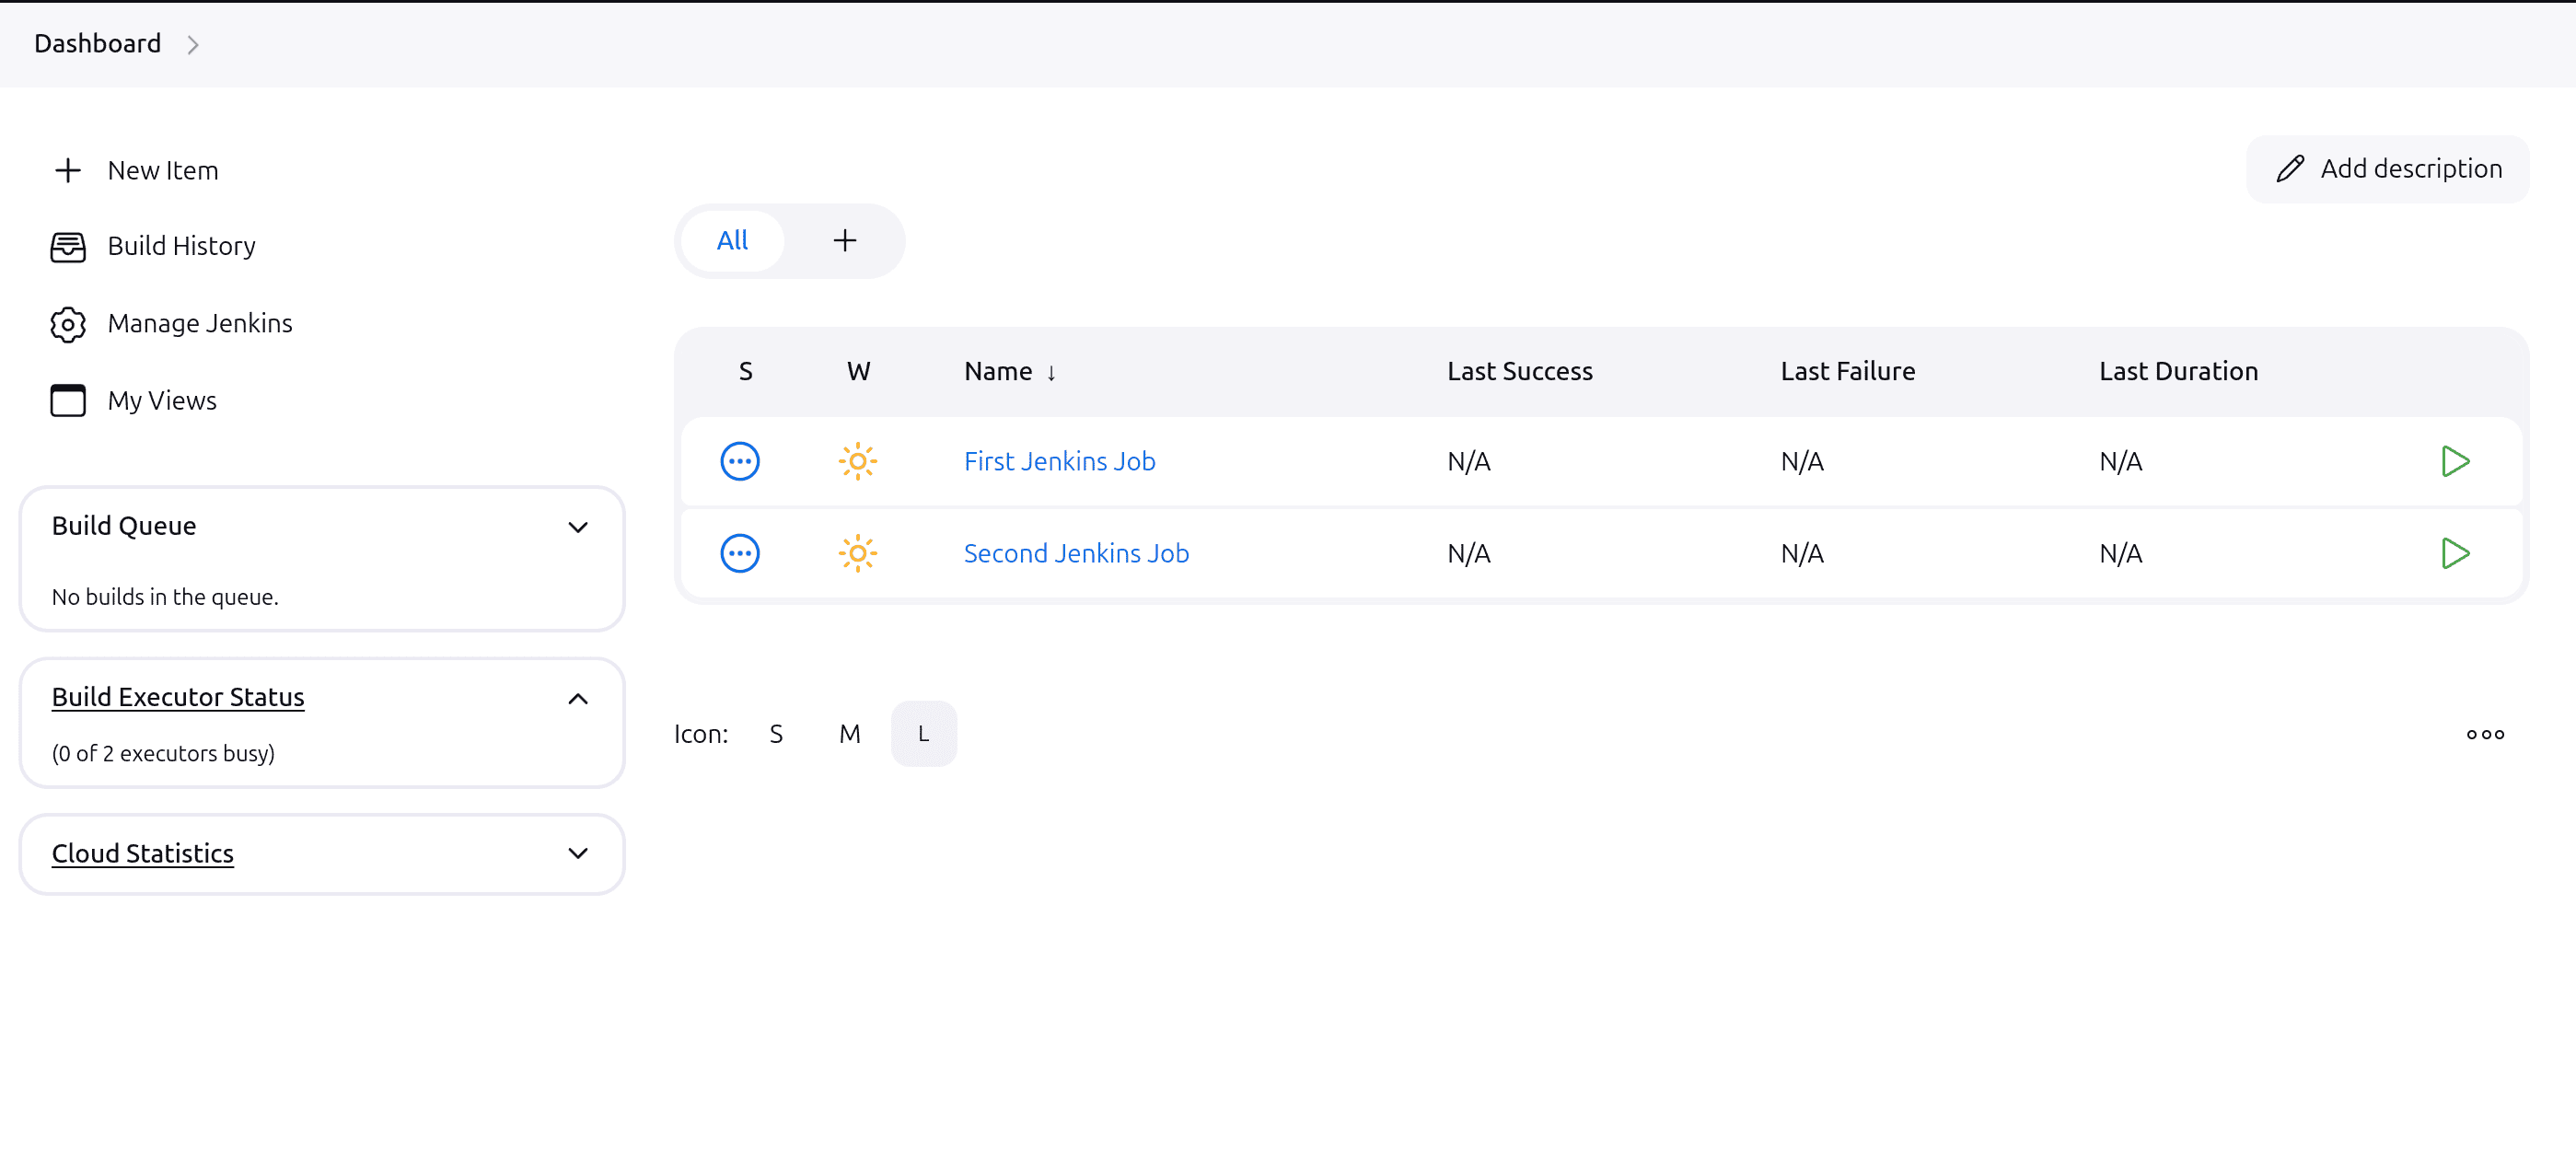 Dashboard
New Item
Build History
Manage Jenkins
My Views
Build Queue
No builds in the queue.
Build Executor Status
(0 of 2 executors busy)
Cloud Statistics
Add description
All
S W Name ↓ Last Success Last Failure Last Duration
First Jenkins Job N/A N/A N/A
Second Jenkins Job N/A N/A N/A
Icon: S M L